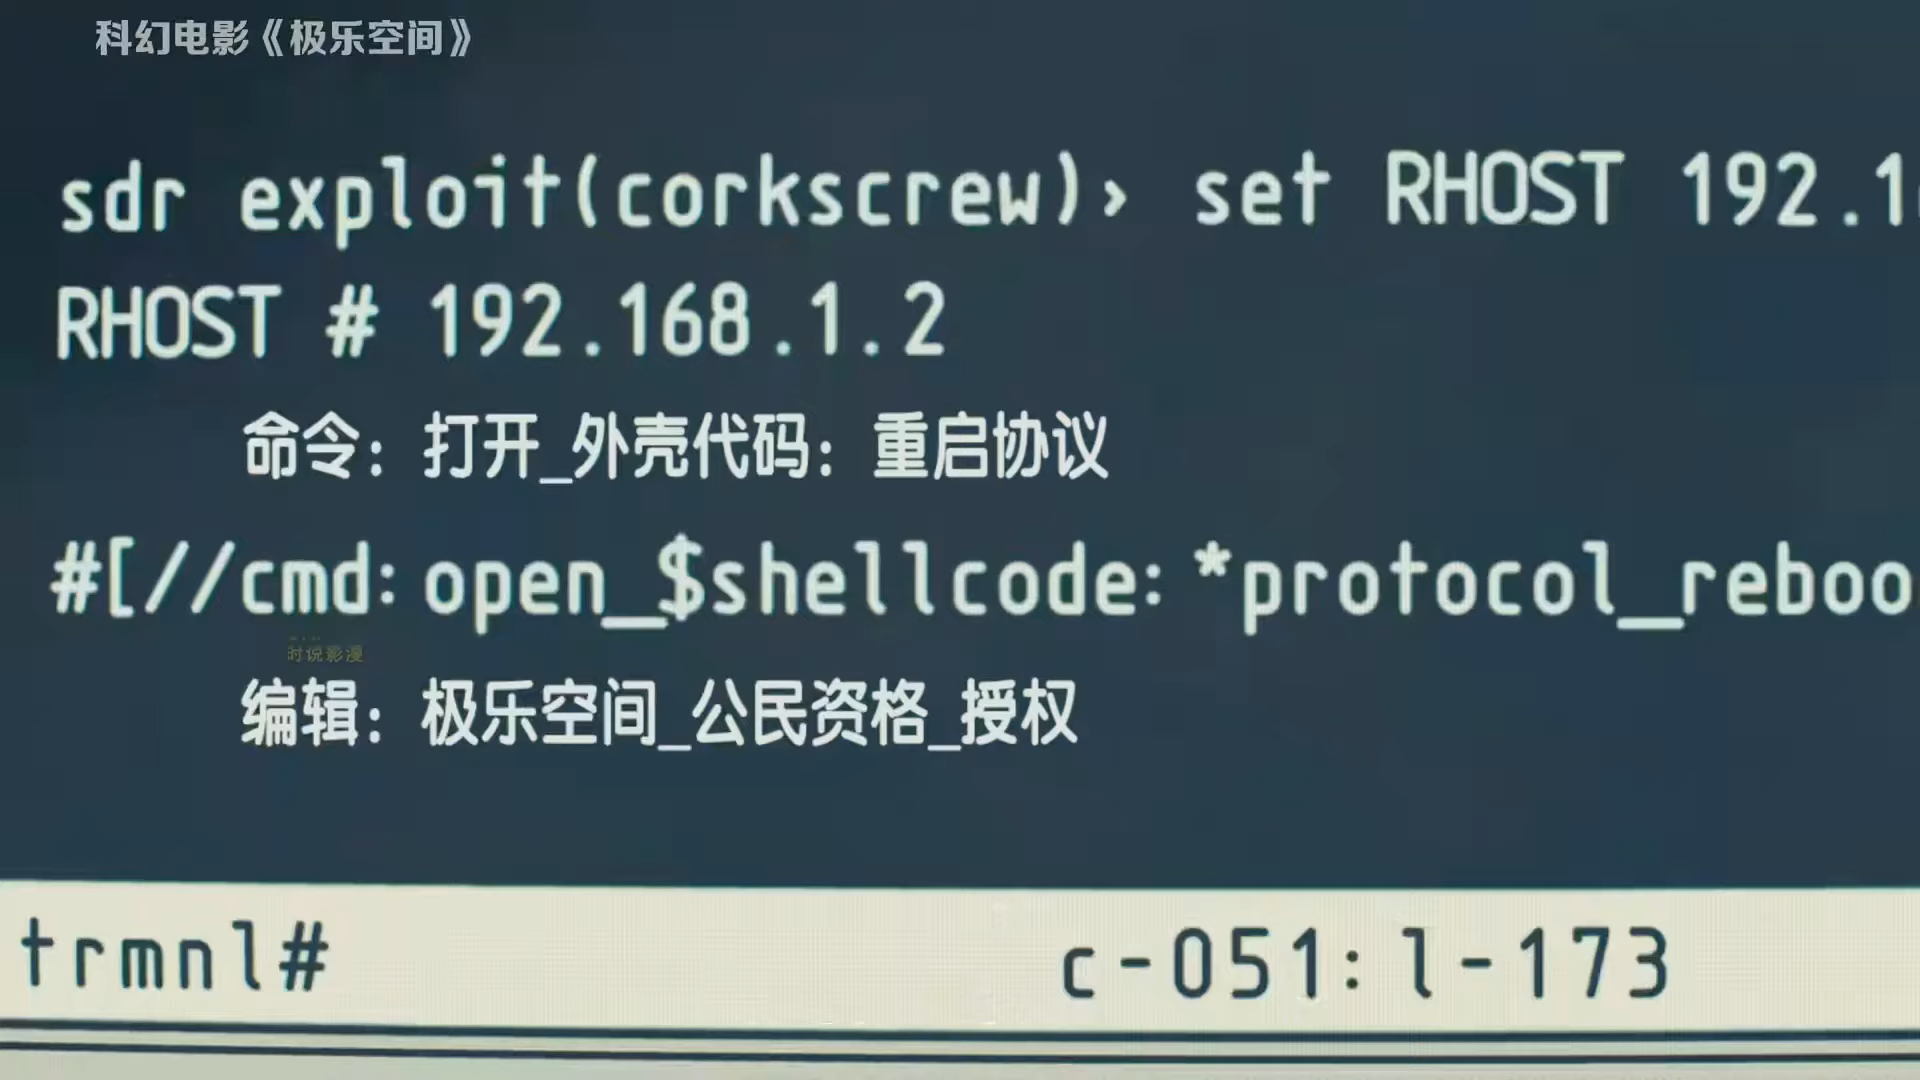 科幻电影《极乐空间》
sdr exploit(corkscrew)› set RHOST 192.1
RHOST # 192.168.1.2
命令：打开_外壳代码：重启协议
#[//cmd:open_$shellcode:*protocol_reboo
时说影漫
编辑：极乐空间_公民资格_授权
trmnl# c-051:l-173